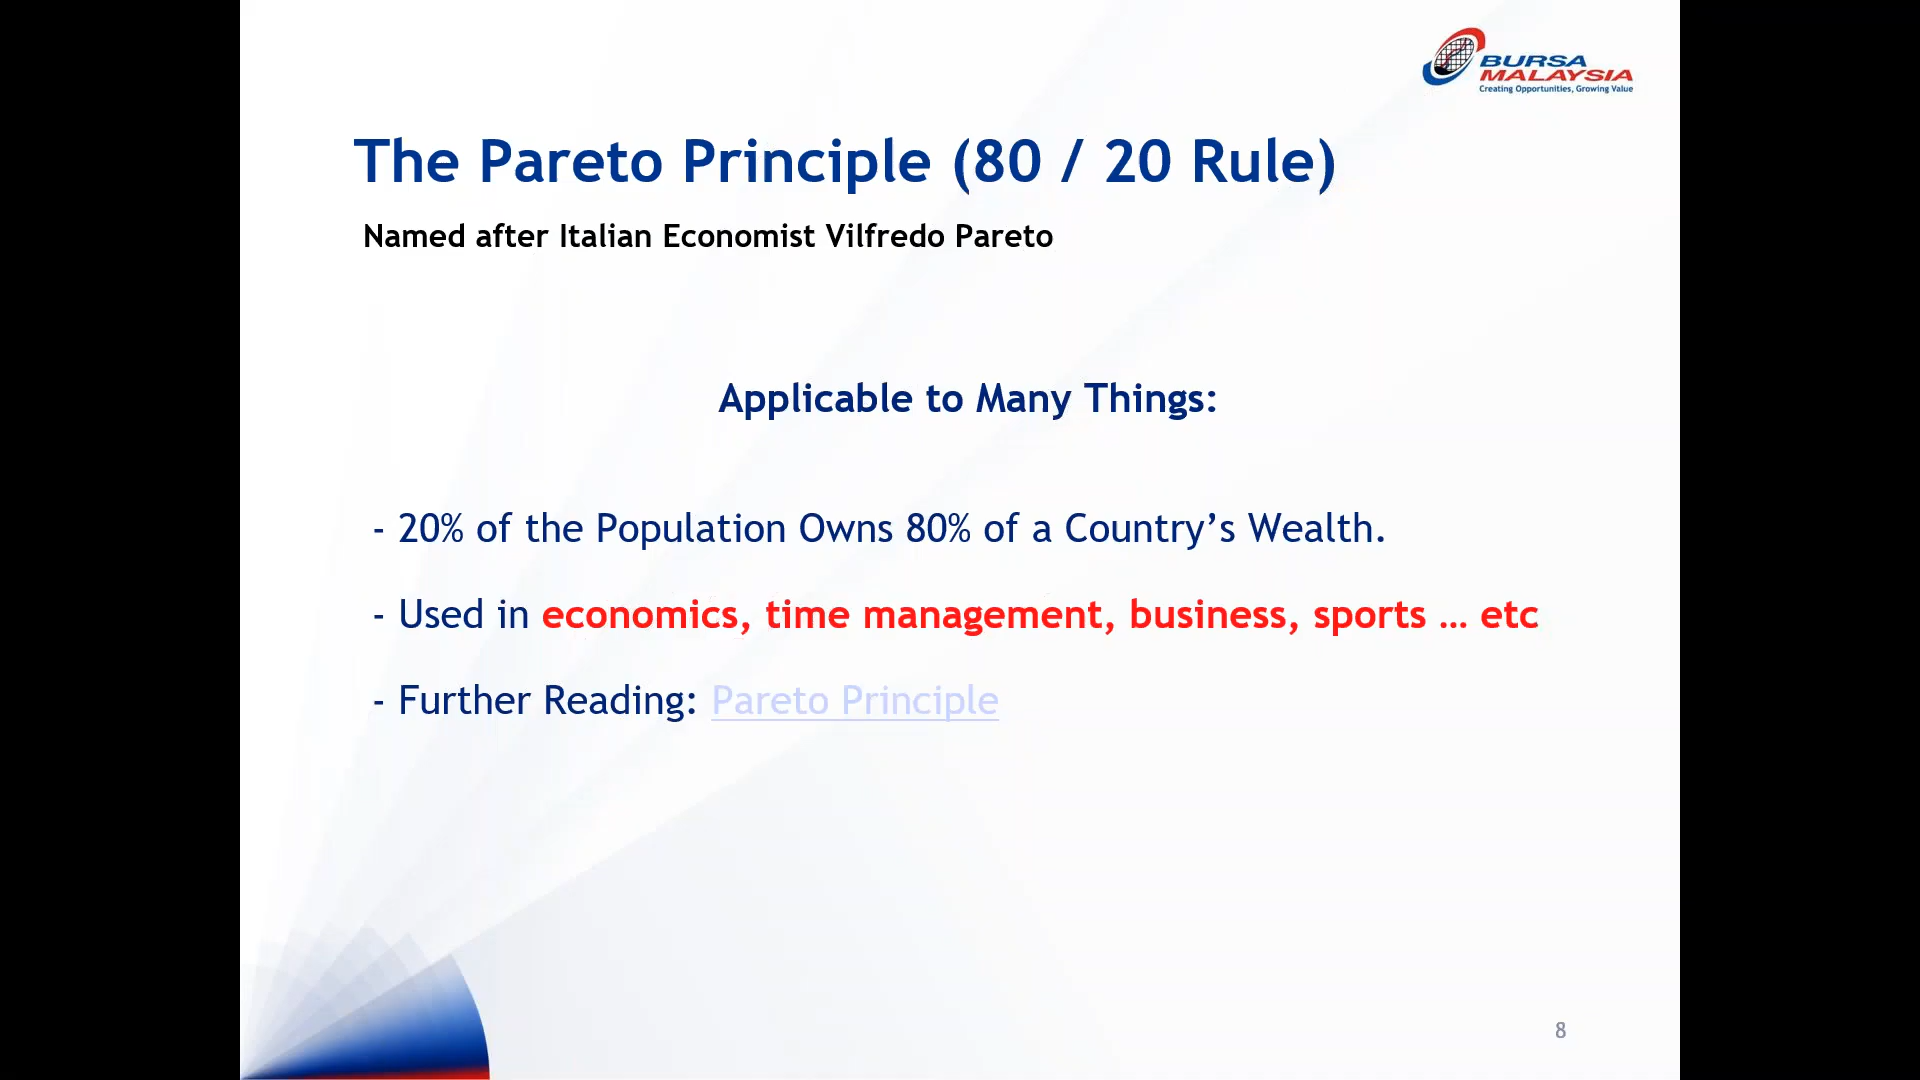 BURSA
MALAYSIA
Creating Opportunities, Growing Value
The Pareto Principle (80 / 20 Rule)
Named after Italian Economist Vilfredo Pareto
Applicable to Many Things:
- 20% of the Population Owns 80% of a Country’s Wealth.
- Used in economics, time management, business, sports … etc
- Further Reading: Pareto Principle
8